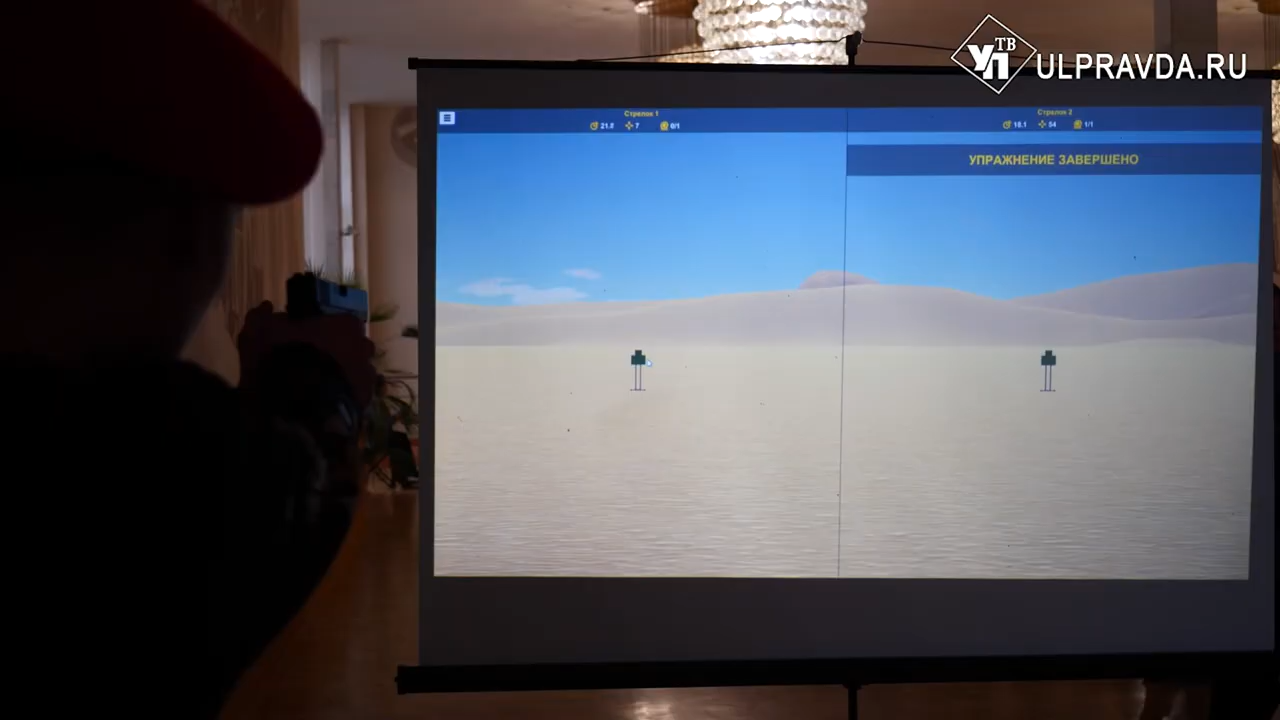 УП ТВ
ULPRAVDA.RU
Стрелок 1
21.2 7 0/1
Стрелок 2
18.1 54 1/1
УПРАЖНЕНИЕ ЗАВЕРШЕНО